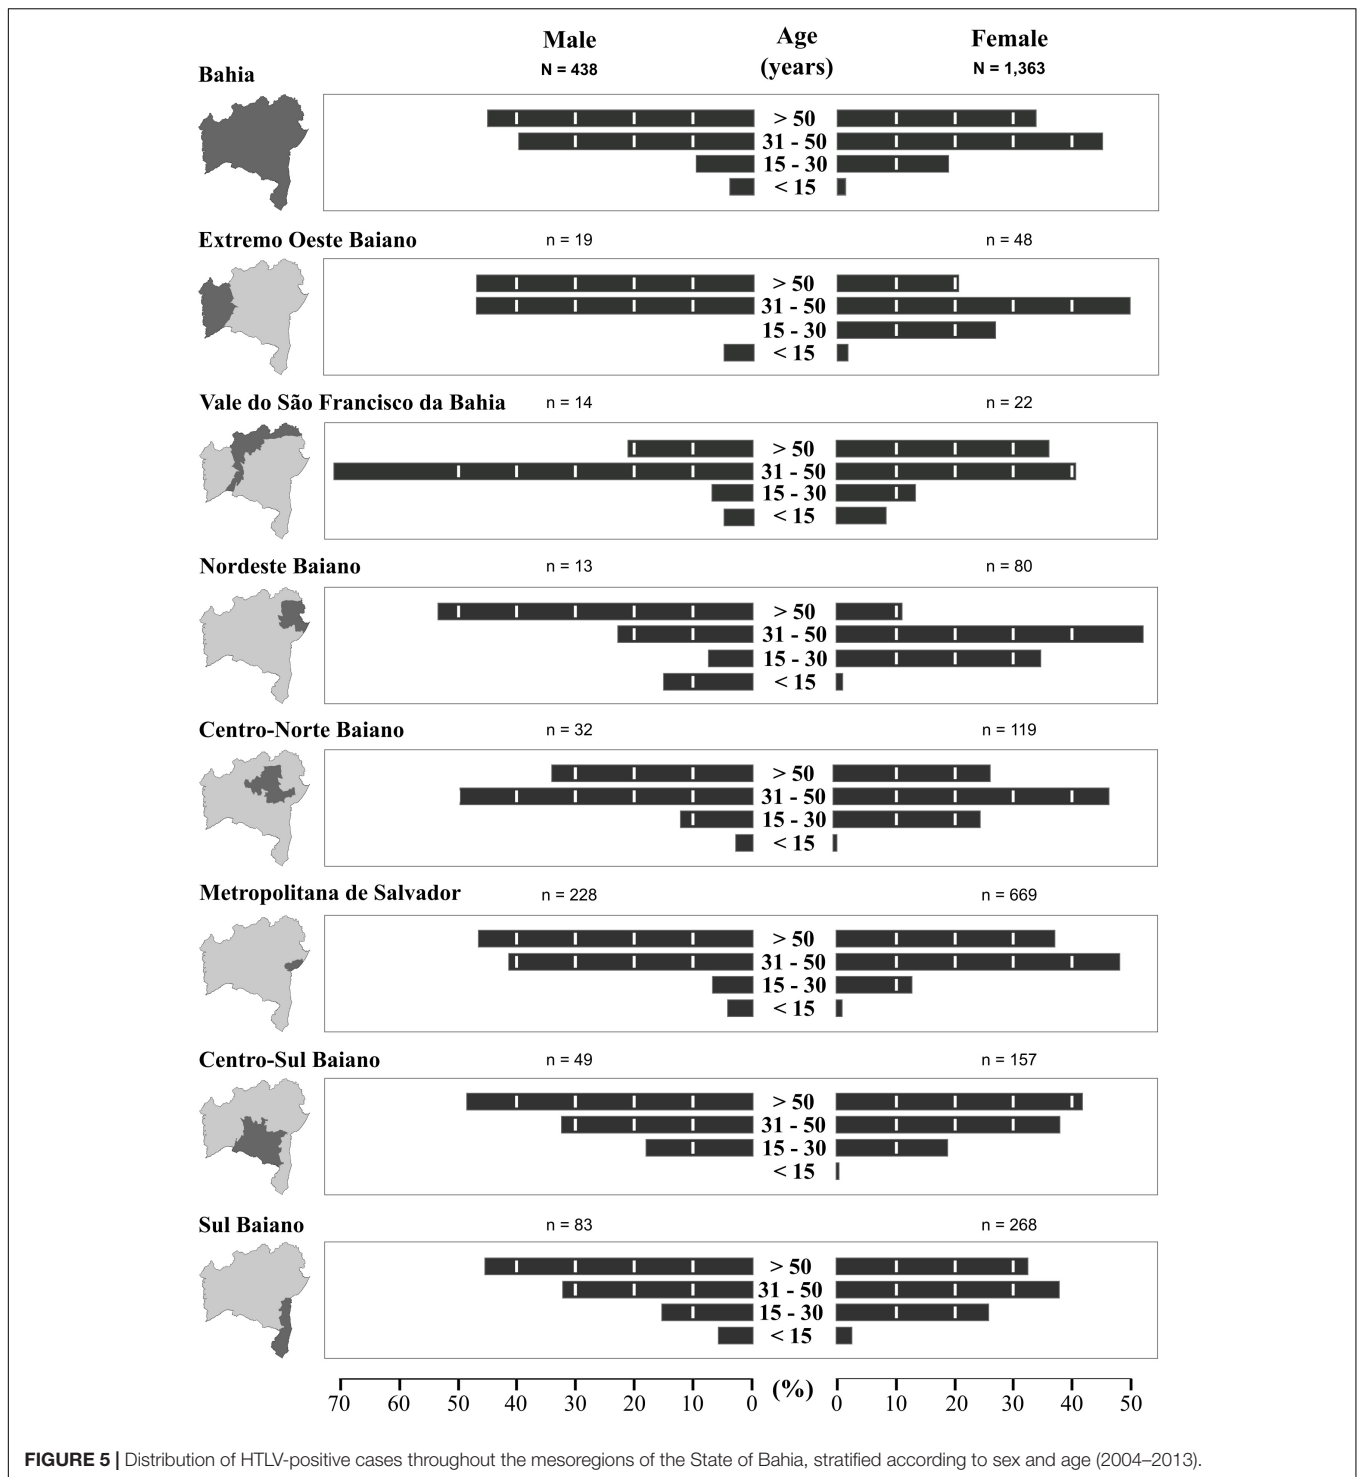 Male Age Female
N = 438 (years) N = 1,363
Bahia
> 50
31 - 50
15 - 30
< 15
Extremo Oeste Baiano n = 19 n = 48
> 50
31 - 50
15 - 30
< 15
Vale do São Francisco da Bahia n = 14 n = 22
> 50
31 - 50
15 - 30
< 15
Nordeste Baiano n = 13 n = 80
> 50
31 - 50
15 - 30
< 15
Centro-Norte Baiano n = 32 n = 119
> 50
31 - 50
15 - 30
< 15
Metropolitana de Salvador n = 228 n = 669
> 50
31 - 50
15 - 30
< 15
Centro-Sul Baiano n = 49 n = 157
> 50
31 - 50
15 - 30
< 15
Sul Baiano n = 83 n = 268
> 50
31 - 50
15 - 30
< 15
(%)
70 60 50 40 30 20 10 0 0 10 20 30 40 50
FIGURE 5 | Distribution of HTLV-positive cases throughout the mesoregions of the State of Bahia, stratified according to sex and age (2004–2013).